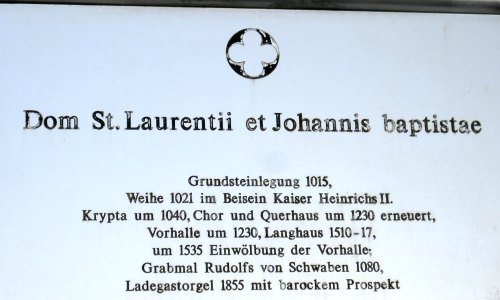 Dom St. Laurentii et Johannis baptistae
Grundsteinlegung 1015,
Weihe 1021 im Beisein Kaiser Heinrichs II.
Krypta um 1040, Chor und Querhaus um 1230 erneuert,
Vorhalle um 1230, Langhaus 1510-17,
um 1535 Einwölbung der Vorhalle,
Grabmal Rudolfs von Schwaben 1080,
Ladegastorgel 1855 mit barockem Prospekt